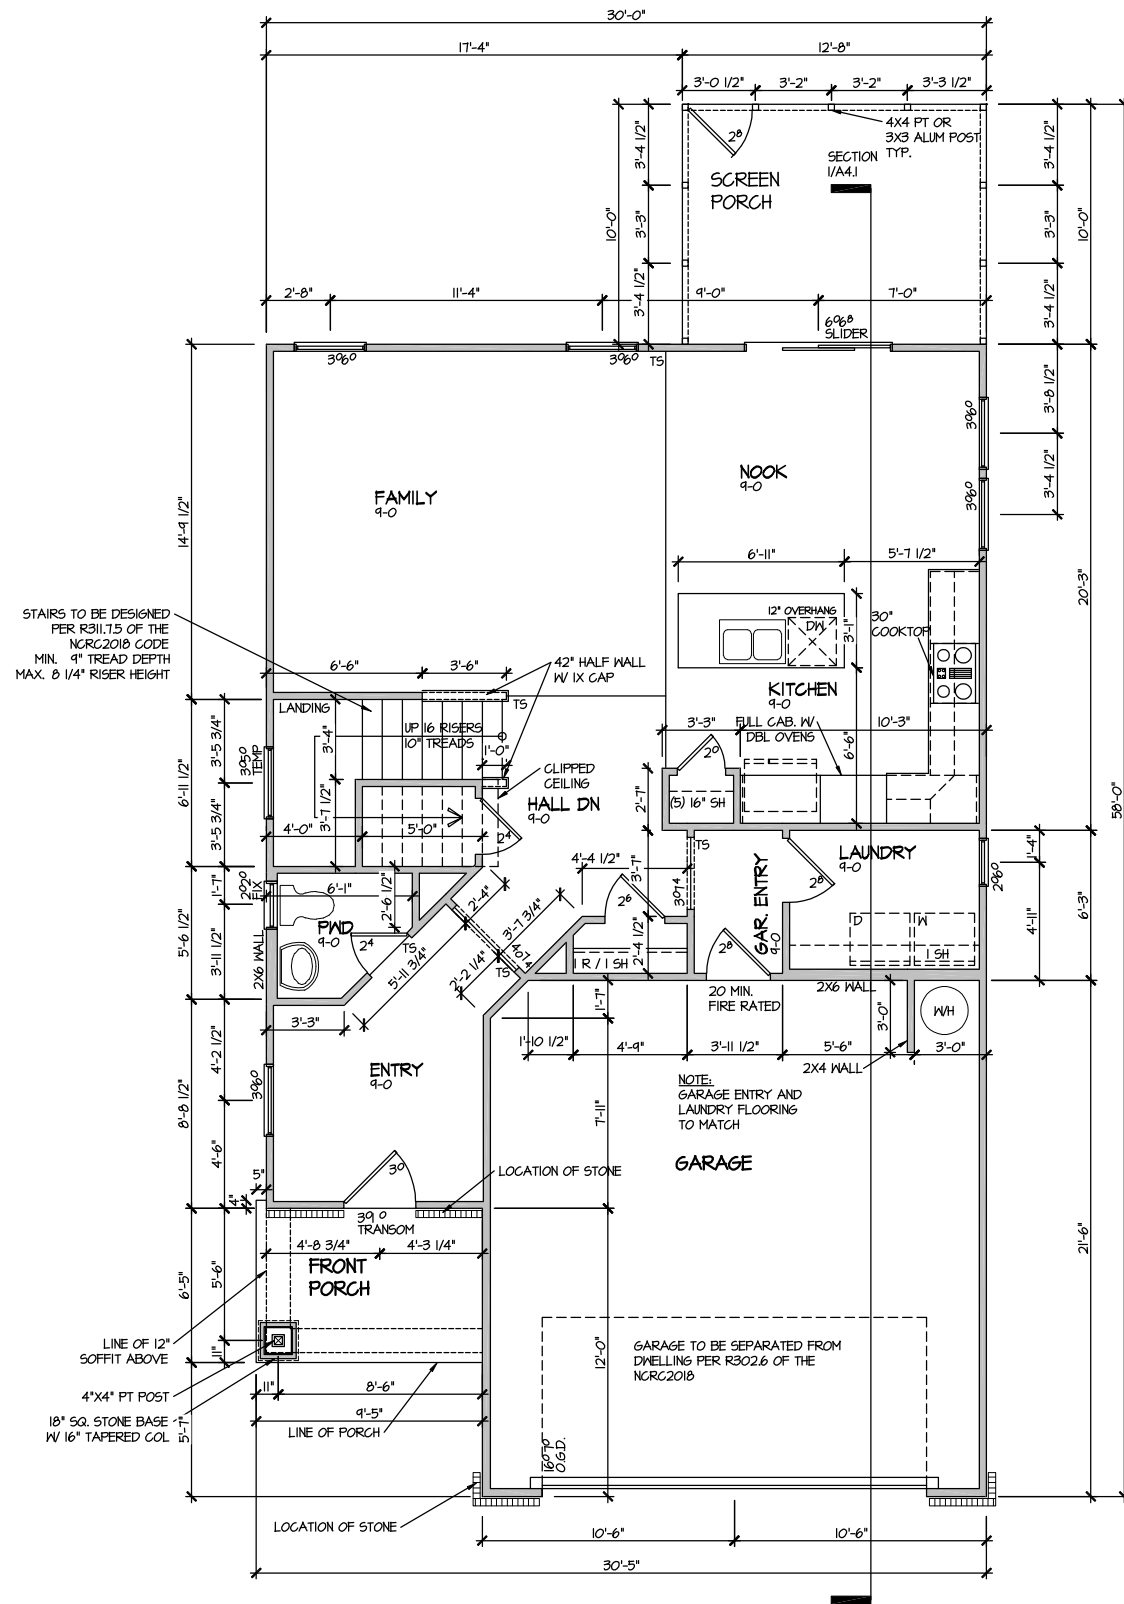 30'-0"
17'-4"
12'-8"
3'-0 1/2"
3'-2"
3'-2"
3'-3 1/2"
4X4 PT OR
3X3 ALUM POST
TYP.
2⁸
SECTION
1/A4.1
SCREEN
PORCH
3'-4 1/2"
3'-3"
3'-4 1/2"
10'-0"
3'-4 1/2"
3'-3"
3'-4 1/2"
10'-0"
2'-8"
11'-4"
9'-0"
7'-0"
6⁰6⁸
SLIDER
3⁰6⁰
3⁰6⁰
TS
3⁰6⁰
3⁰6⁰
3'-8 1/2"
3'-4 1/2"
NOOK
9-0
FAMILY
9-0
14'-9 1/2"
20'-3"
58'-0"
6'-11"
5'-7 1/2"
12" OVERHANG
DW
3'-1"
30"
COOKTOP
STAIRS TO BE DESIGNED
PER R311.7.5 OF THE
NCRC2018 CODE
MIN. 9" TREAD DEPTH
MAX. 8 1/4" RISER HEIGHT
6'-6"
3'-6"
42" HALF WALL
W/ 1X CAP
KITCHEN
9-0
LANDING
TS
UP 16 RISERS
10" TREADS
3'-4"
1'-0"
3'-3"
FULL CAB. W/
DBL OVENS
10'-3"
6'-6"
2⁰
3'-5 3/4"
6'-11 1/2"
3⁰5⁰
TEMP
CLIPPED
CEILING
HALL DN
9-0
2'-7"
(5) 16" SH
3'-7 1/2"
3'-5 3/4"
4'-0"
5'-0"
2⁴
TS
LAUNDRY
9-0
1'-4"
4'-4 1/2"
3'-7"
3⁰7⁴
GAR. ENTRY
9-0
2⁸
2⁰6⁰
6'-3"
4'-11"
1'-7"
2⁰2⁰
FIX
6'-1"
2'-6 1/2"
2'-4"
2⁶
3'-7 3/4"
5'-6 1/2"
3'-11 1/2"
PWD
9-0
2⁴
TS
4⁰7⁴
2'-4 1/2"
2⁸
D
W
1 SH
2X6 WALL
5'-11 3/4"
2'-2 1/4"
TS
1 R / 1 SH
20 MIN.
FIRE RATED
2X6 WALL
W/H
3'-3"
1'-7"
3'-0"
4'-2 1/2"
1'-10 1/2"
4'-9"
3'-11 1/2"
5'-6"
3'-0"
2X4 WALL
ENTRY
9-0
3⁰6⁰
8'-8 1/2"
7'-11"
NOTE:
GARAGE ENTRY AND
LAUNDRY FLOORING
TO MATCH
4'-6"
GARAGE
3⁰
LOCATION OF STONE
5"
4"
3⁰1⁰
TRANSOM
4'-8 3/4"
4'-3 1/4"
FRONT
PORCH
6'-5"
5'-6"
21'-6"
LINE OF 12"
SOFFIT ABOVE
11"
12'-0"
GARAGE TO BE SEPARATED FROM
DWELLING PER R302.6 OF THE
NCRC2018
4"X4" PT POST
11"
8'-6"
18" SQ. STONE BASE
W/ 16" TAPERED COL
9'-5"
LINE OF PORCH
5'-7"
16⁰7⁰
O.G.D.
LOCATION OF STONE
10'-6"
10'-6"
30'-5"